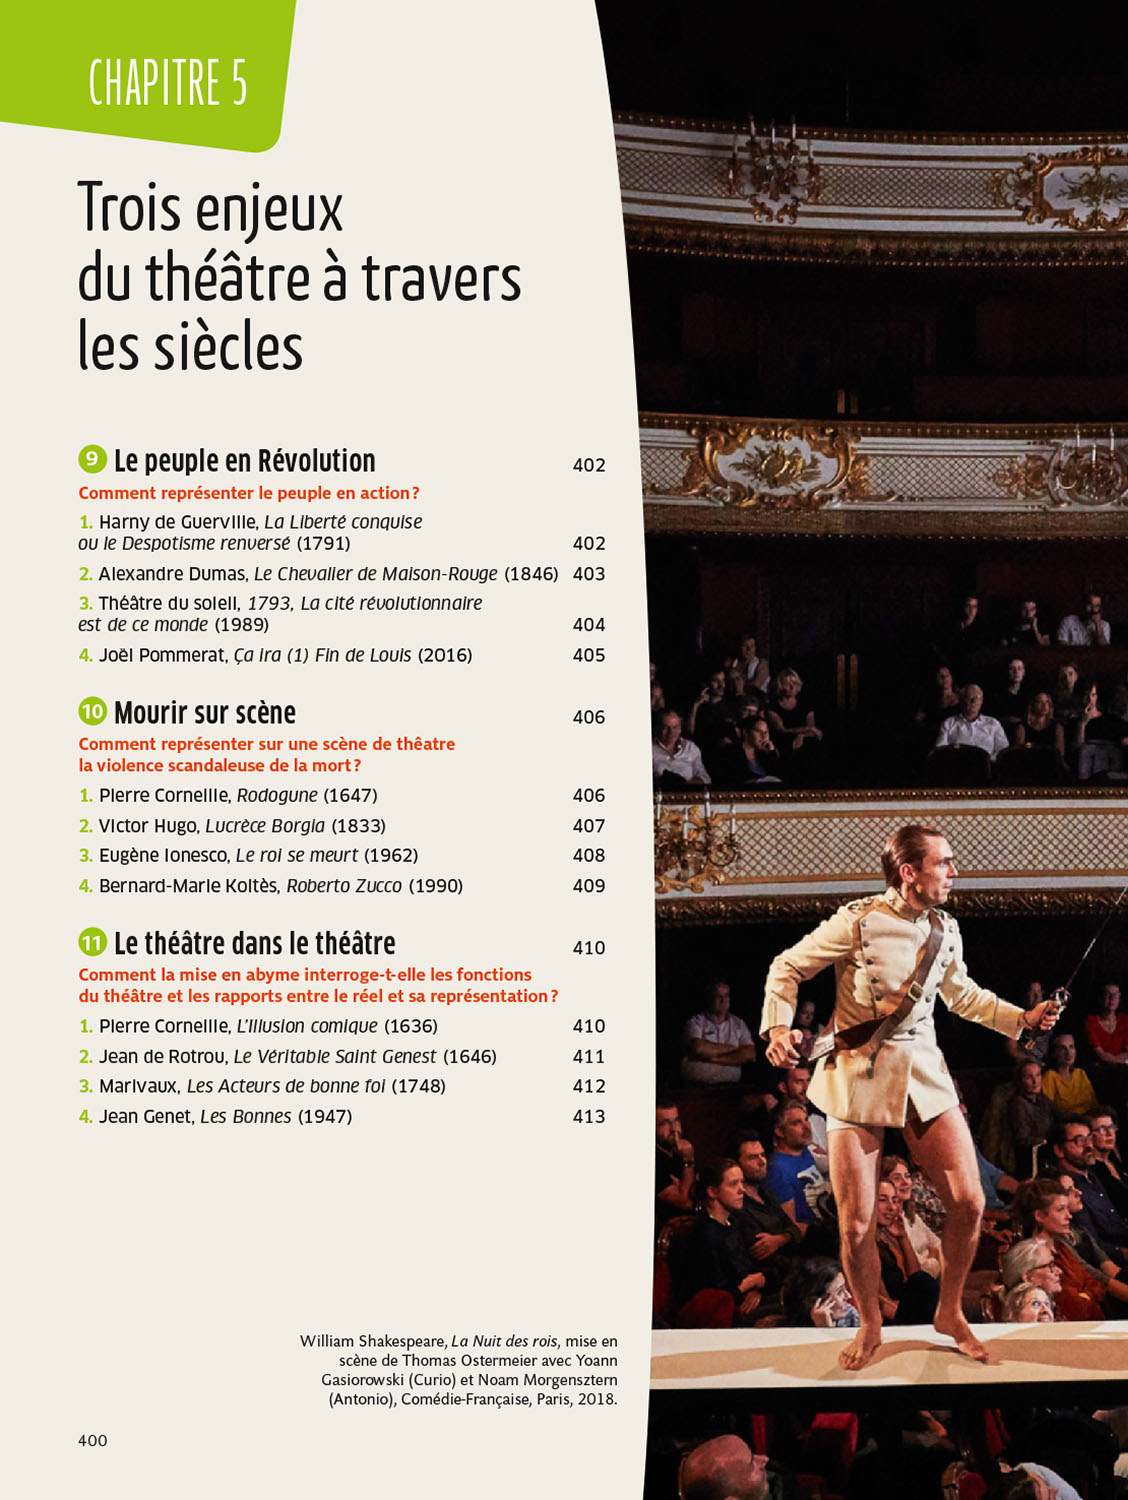 CHAPITRE 5
Trois enjeux
du théâtre à travers
les siècles
9 Le peuple en Révolution 402
Comment représenter le peuple en action ?
1. Harny de Guerville, La Liberté conquise
ou le Despotisme renversé (1791) 402
2. Alexandre Dumas, Le Chevalier de Maison-Rouge (1846) 403
3. Théâtre du soleil, 1793, La cité révolutionnaire
est de ce monde (1989) 404
4. Joël Pommerat, Ça ira (1) Fin de Louis (2016) 405
10 Mourir sur scène 406
Comment représenter sur une scène de thêatre
la violence scandaleuse de la mort ?
1. Pierre Corneille, Rodogune (1647) 406
2. Victor Hugo, Lucrèce Borgia (1833) 407
3. Eugène Ionesco, Le roi se meurt (1962) 408
4. Bernard-Marie Koltès, Roberto Zucco (1990) 409
11 Le théâtre dans le théâtre 410
Comment la mise en abyme interroge-t-elle les fonctions
du théâtre et les rapports entre le réel et sa représentation ?
1. Pierre Corneille, L'Illusion comique (1636) 410
2. Jean de Rotrou, Le Véritable Saint Genest (1646) 411
3. Marivaux, Les Acteurs de bonne foi (1748) 412
4. Jean Genet, Les Bonnes (1947) 413
William Shakespeare, La Nuit des rois, mise en
scène de Thomas Ostermeier avec Yoann
Gasiorowski (Curio) et Noam Morgensztern
(Antonio), Comédie-Française, Paris, 2018.
400